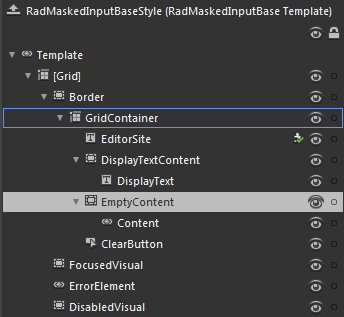 RadMaskedInputBaseStyle (RadMaskedInputBase Template)
Template
[Grid]
Border
GridContainer
EditorSite
DisplayTextContent
DisplayText
EmptyContent
Content
ClearButton
FocusedVisual
ErrorElement
DisabledVisual